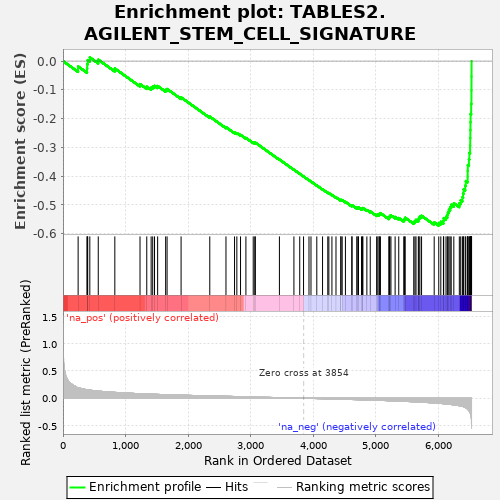 Enrichment plot: TABLES2.
AGILENT_STEM_CELL_SIGNATURE
Enrichment score (ES)
0.0
-0.1
-0.2
-0.3
-0.4
-0.5
-0.6
'na_pos' (positively correlated)
Ranked list metric (PreRanked)
1.5
1.0
0.5
0.0
-0.5
Zero cross at 3854
'na_neg' (negatively correlated)
0
1,000
2,000
3,000
4,000
5,000
6,000
Rank in Ordered Dataset
Enrichment profile
Hits
Ranking metric scores